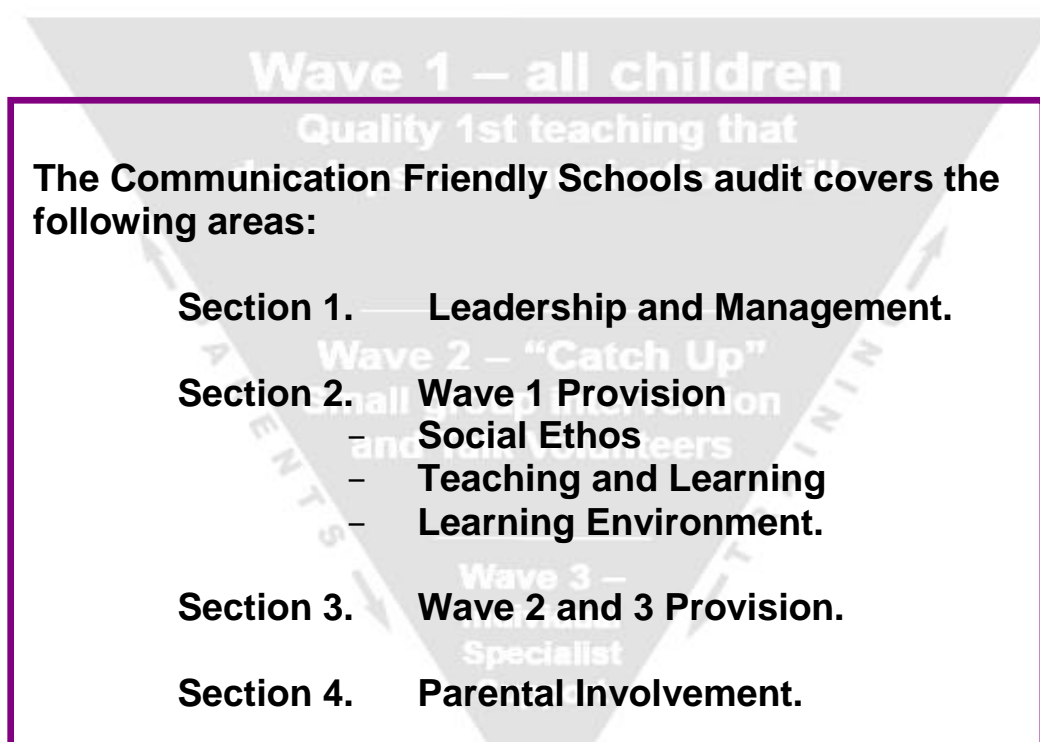 Wave 1 – all children
Quality 1st teaching that
The Communication Friendly Schools audit covers the
following areas:
Section 1. Leadership and Management.
Wave 2 – “Catch Up”
Section 2. Wave 1 Provision
– Social Ethos
– Teaching and Learning
– Learning Environment.
Wave 3 –
Section 3. Wave 2 and 3 Provision.
Specialist
Section 4. Parental Involvement.